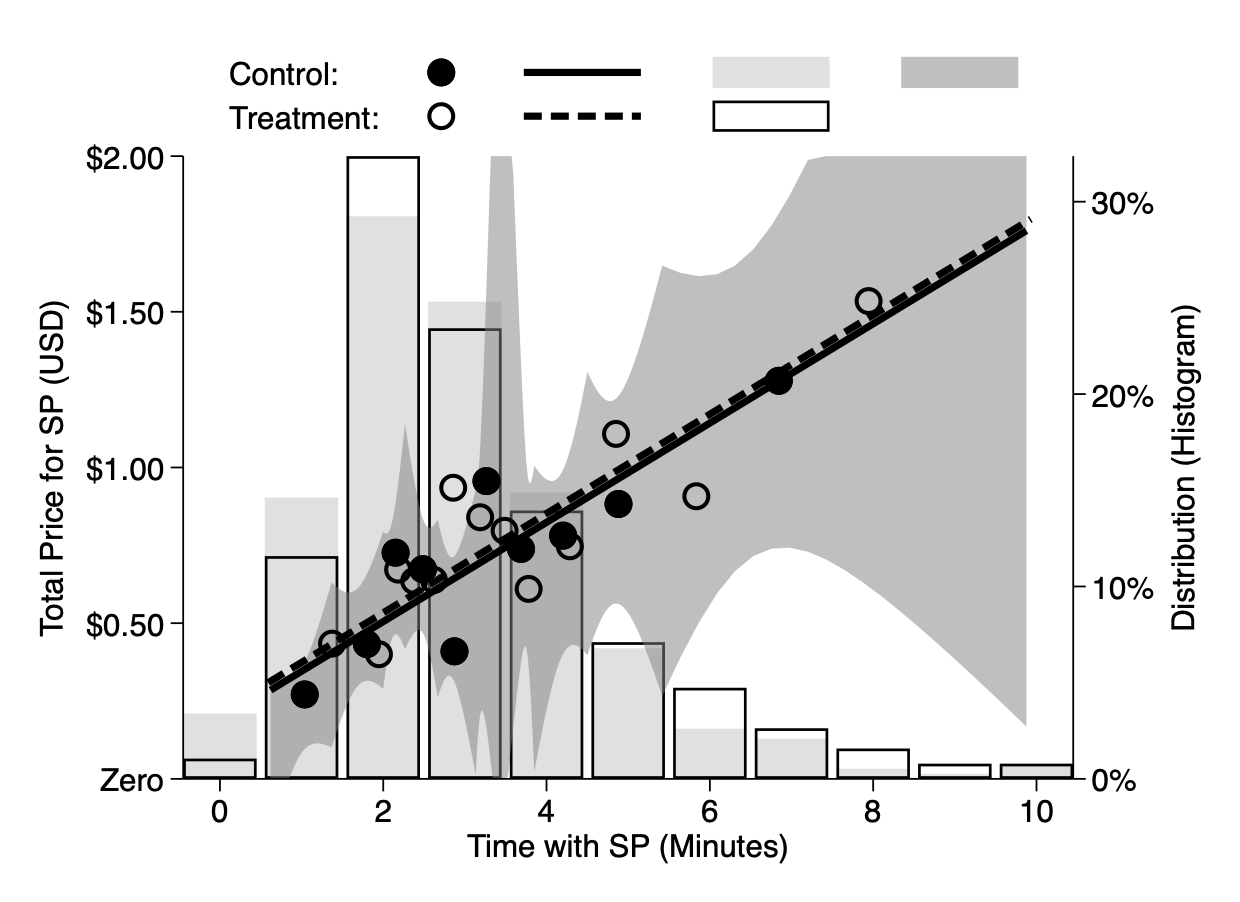 Control:
Treatment:
$2.00
$1.50
$1.00
$0.50
Zero
Total Price for SP (USD)
30%
20%
10%
0%
Distribution (Histogram)
0 2 4 6 8 10
Time with SP (Minutes)